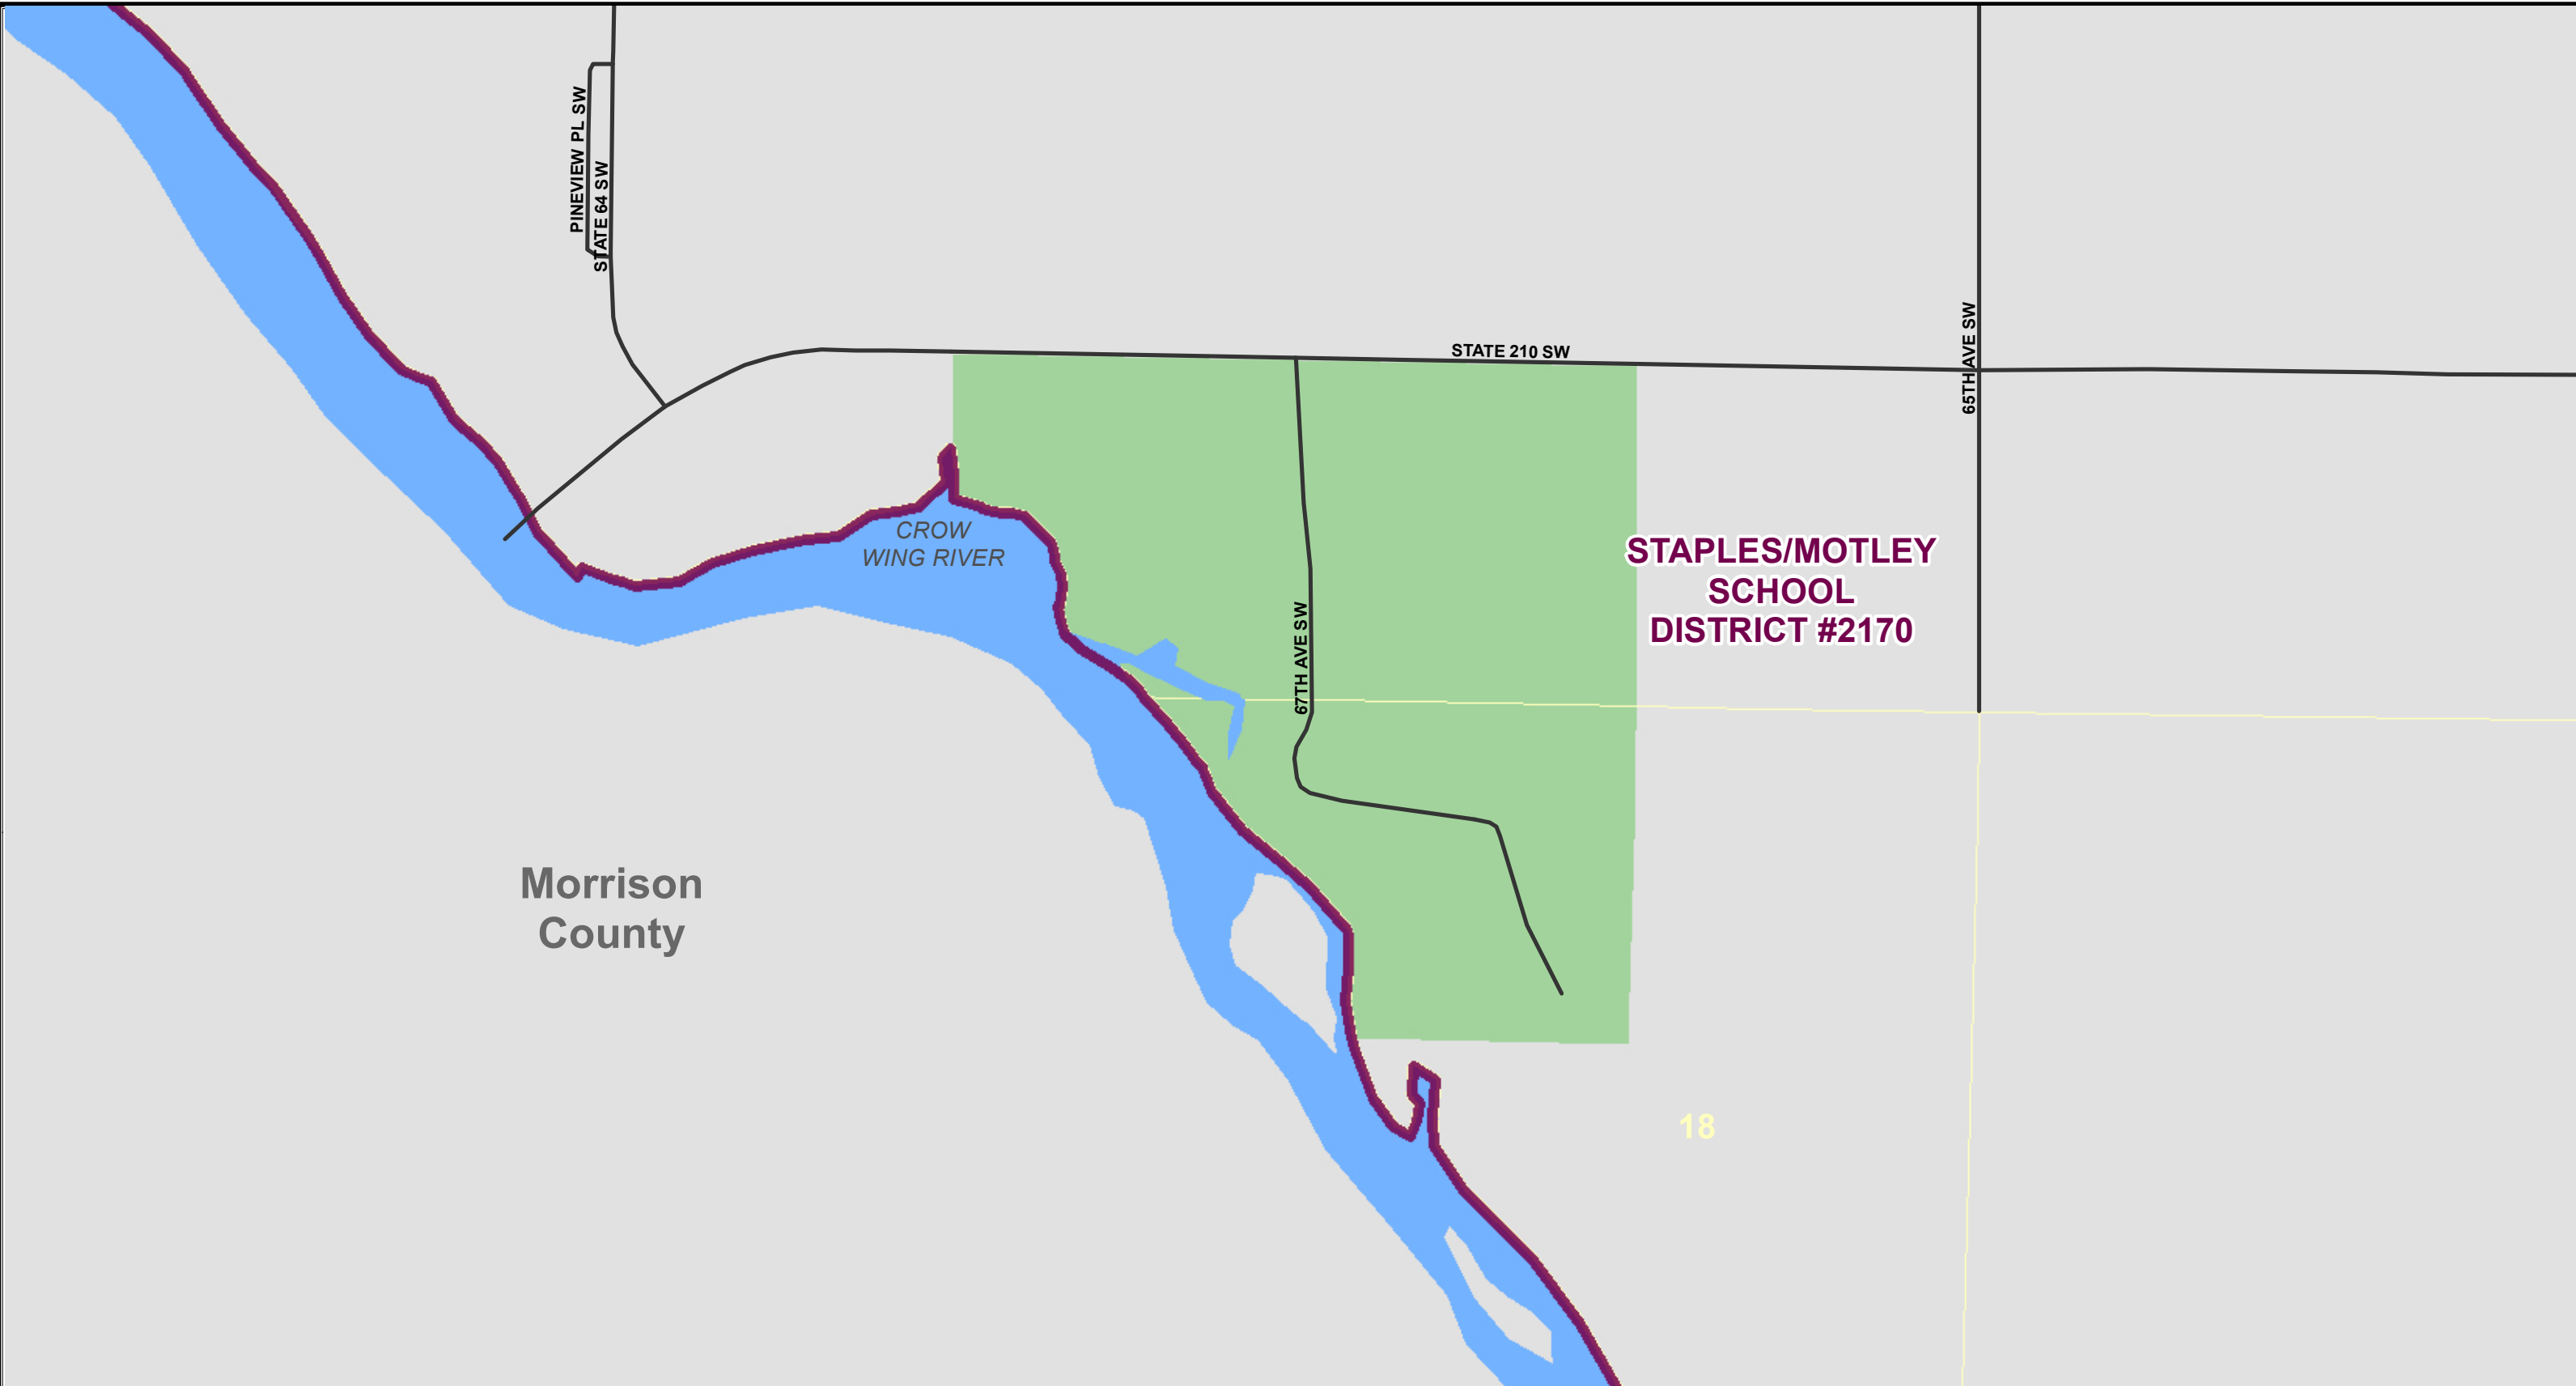 PINEVIEW PL SW
STATE 64 SW
STATE 210 SW
65TH AVE SW
CROW
WING RIVER
STAPLES/MOTLEY
SCHOOL
DISTRICT #2170
67TH AVE SW
Morrison
County
18